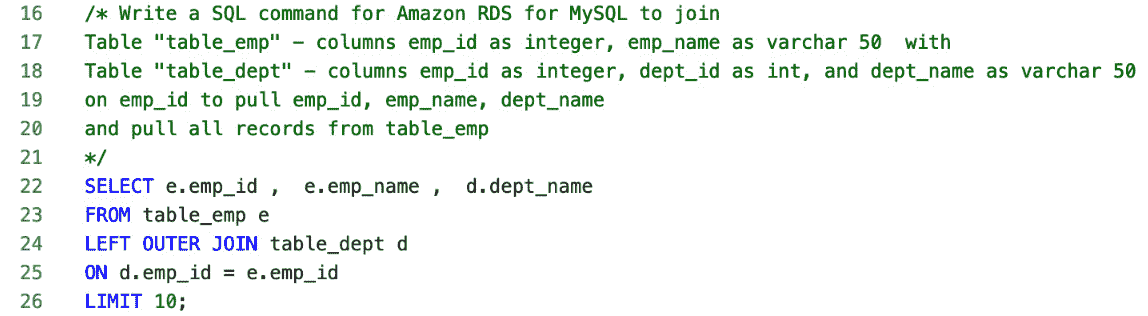 16 /* Write a SQL command for Amazon RDS for MySQL to join
17 Table "table_emp" – columns emp_id as integer, emp_name as varchar 50  with
18 Table "table_dept" – columns emp_id as integer, dept_id as int, and dept_name as varchar 50
19 on emp_id to pull emp_id, emp_name, dept_name
20 and pull all records from table_emp
21 */
22 SELECT e.emp_id ,  e.emp_name ,  d.dept_name
23 FROM table_emp e
24 LEFT OUTER JOIN table_dept d
25 ON d.emp_id = e.emp_id
26 LIMIT 10;